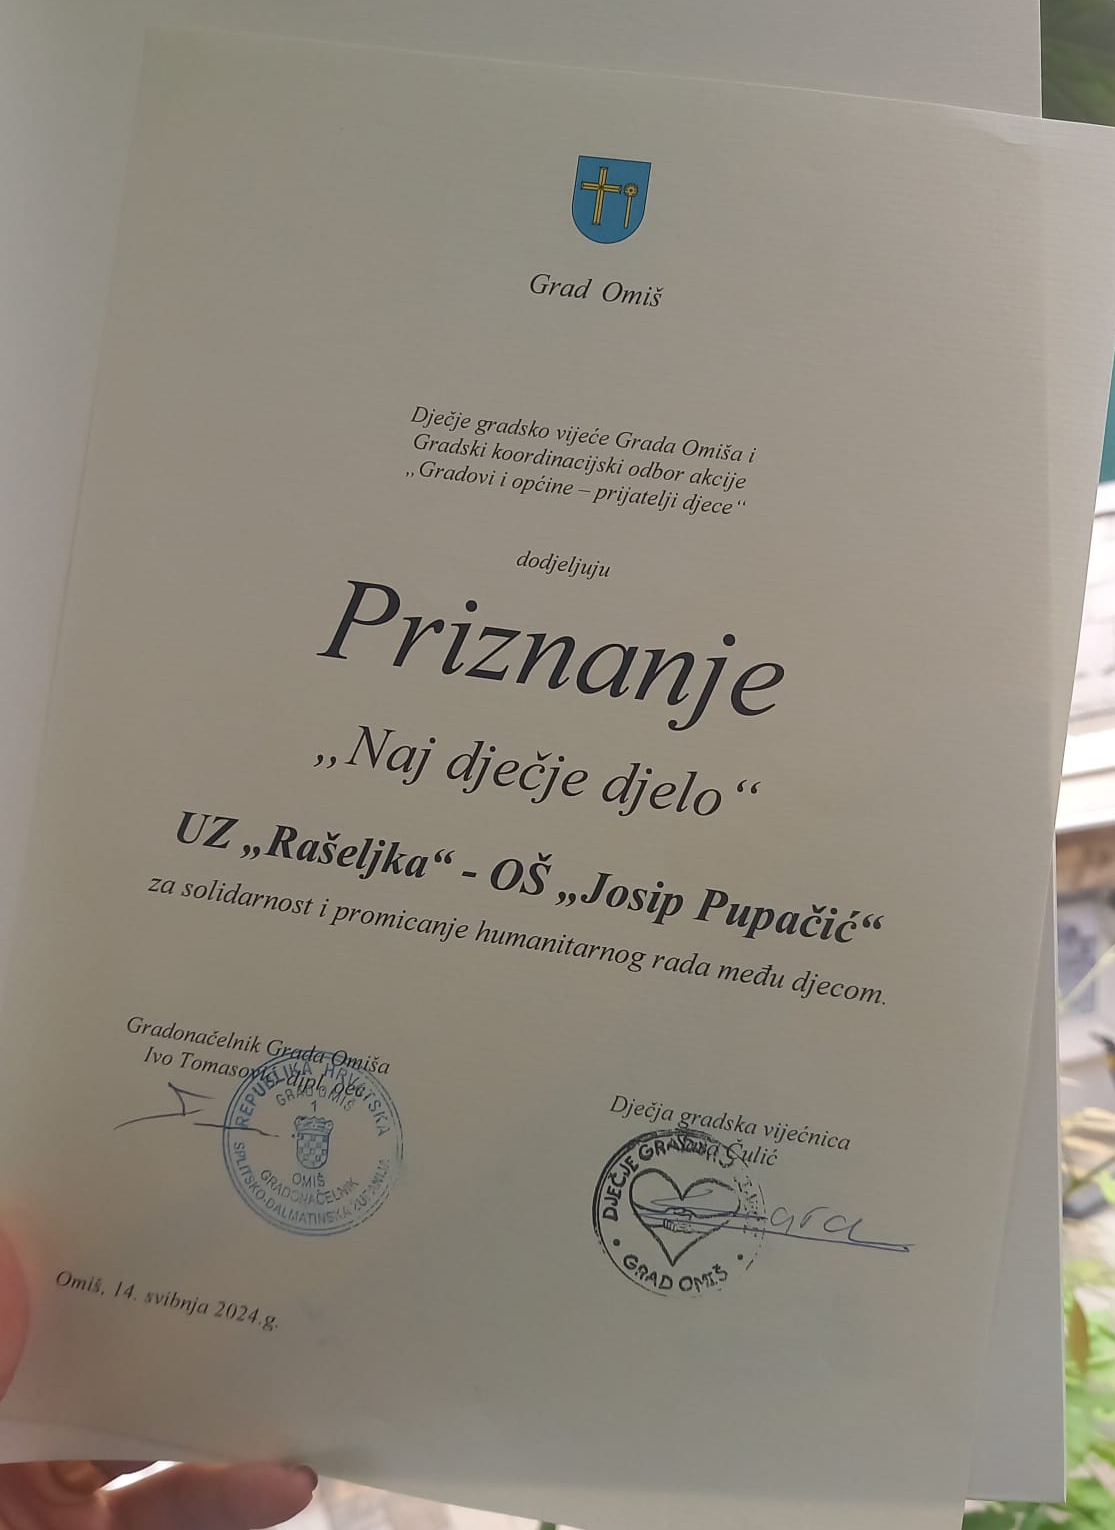 Grad Omiš
Dječje gradsko vijeće Grada Omiša i
Gradski koordinacijski odbor akcije
„Gradovi i općine – prijatelji djece“
dodjeljuju
Priznanje
„Naj dječje djelo“
UZ „Rašeljka“ - OŠ „Josip Pupačić“
za solidarnost i promicanje humanitarnog rada među djecom.
Gradonačelnik Grada Omiša
Ivo Tomasović dipl. oec.
REPUBLIKA HRVATSKA
GRAD OMIŠ
1
OMIŠ
GRADONAČELNIK
SPLITSKO-DALMATINSKA ŽUPANIJA
Dječja gradska vijećnica
Čulić
DJEČJE
GRAD OMIŠ
Omiš, 14. svibnja 2024.g.